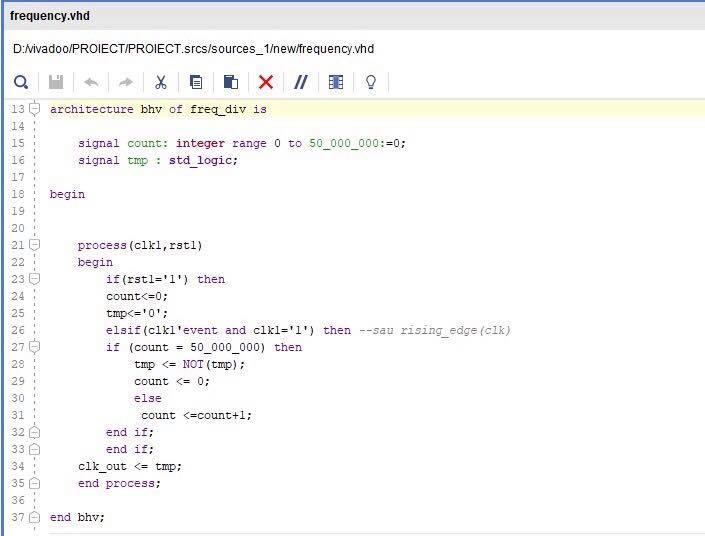 frequency.vhd
D:/vivadoo/PROIECT/PROIECT.srcs/sources_1/new/frequency.vhd
13 architecture bhv of freq_div is
14
15 signal count: integer range 0 to 50_000_000:=0;
16 signal tmp : std_logic;
17
18 begin
19
20
21 process(clk1,rst1)
22 begin
23 if(rst1='1') then
24 count<=0;
25 tmp<='0';
26 elsif(clk1'event and clk1='1') then --sau rising_edge(clk)
27 if (count = 50_000_000) then
28 tmp <= NOT(tmp);
29 count <= 0;
30 else
31 count <=count+1;
32 end if;
33 end if;
34 clk_out <= tmp;
35 end process;
36
37 end bhv;